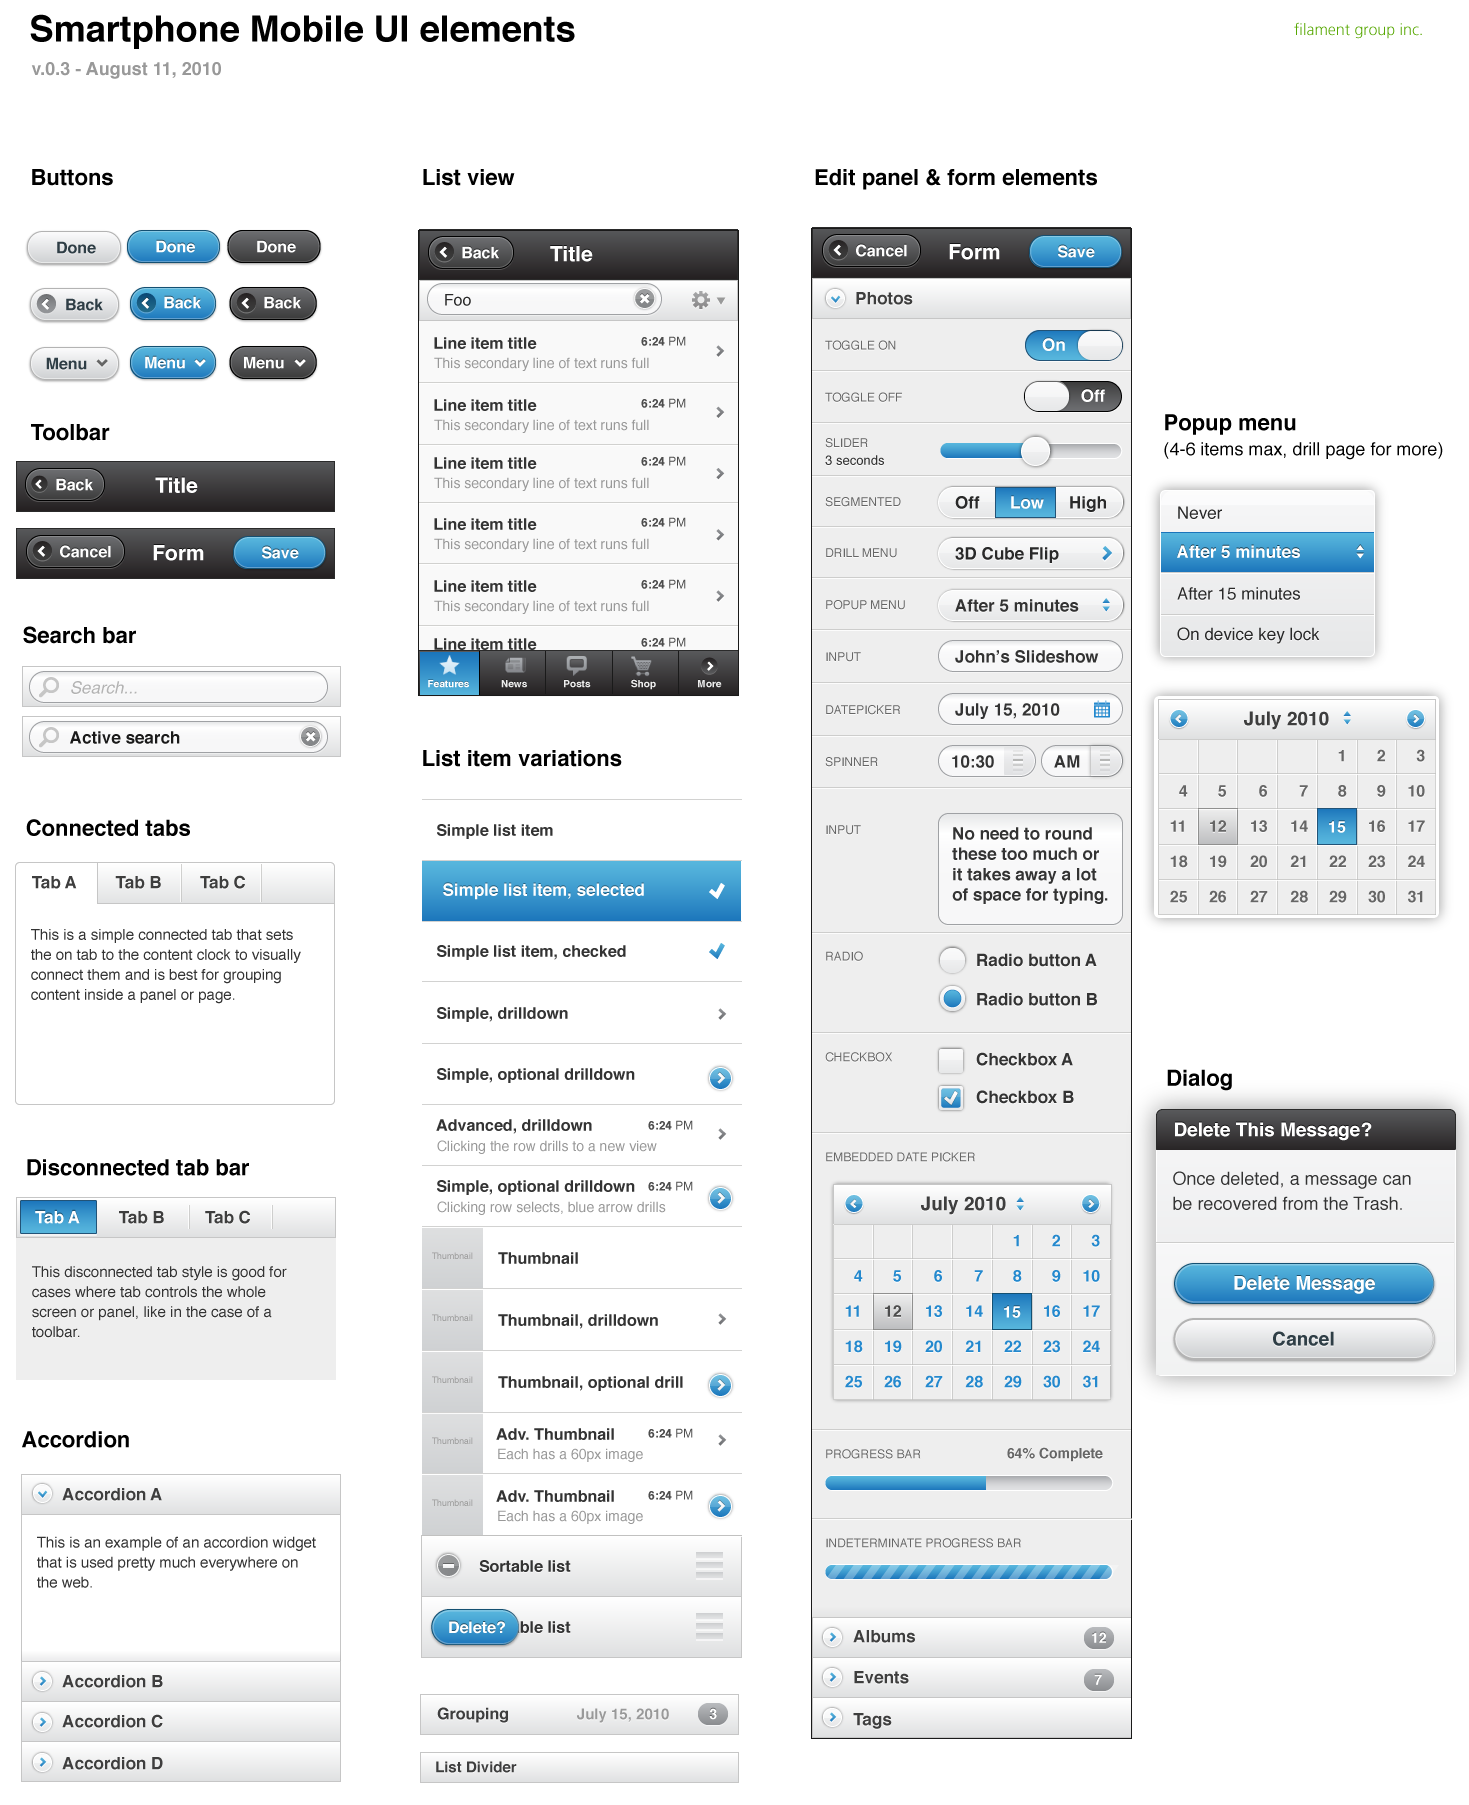 Smartphone Mobile UI elements
v.0.3 - August 11, 2010
filament group inc.
Buttons
Done Done Done
Back Back Back
Menu Menu Menu
Toolbar
Back Title
Cancel Form Save
Search bar
Search...
Active search
Connected tabs
Tab A Tab B Tab C
This is a simple connected tab that sets
the on tab to the content clock to visually
connect them and is best for grouping
content inside a panel or page.
Disconnected tab bar
Tab A Tab B Tab C
This disconnected tab style is good for
cases where tab controls the whole
screen or panel, like in the case of a
toolbar.
Accordion
Accordion A
This is an example of an accordion widget
that is used pretty much everywhere on
the web.
Accordion B
Accordion C
Accordion D
List view
Back Title
Foo
Line item title 6:24 PM
This secondary line of text runs full
Line item title 6:24 PM
This secondary line of text runs full
Line item title 6:24 PM
This secondary line of text runs full
Line item title 6:24 PM
This secondary line of text runs full
Line item title 6:24 PM
This secondary line of text runs full
Line item title 6:24 PM
Features News Posts Shop More
List item variations
Simple list item
Simple list item, selected
Simple list item, checked
Simple, drilldown
Simple, optional drilldown
Advanced, drilldown 6:24 PM
Clicking the row drills to a new view
Simple, optional drilldown 6:24 PM
Clicking row selects, blue arrow drills
Thumbnail Thumbnail
Thumbnail Thumbnail, drilldown
Thumbnail Thumbnail, optional drill
Thumbnail Adv. Thumbnail 6:24 PM
Each has a 60px image
Thumbnail Adv. Thumbnail 6:24 PM
Each has a 60px image
Sortable list
Delete? ble list
Grouping July 15, 2010 3
List Divider
Edit panel & form elements
Cancel Form Save
Photos
TOGGLE ON On
TOGGLE OFF Off
SLIDER
3 seconds
SEGMENTED Off Low High
DRILL MENU 3D Cube Flip
POPUP MENU After 5 minutes
INPUT John's Slideshow
DATEPICKER July 15, 2010
SPINNER 10:30 AM
INPUT No need to round
these too much or
it takes away a lot
of space for typing.
RADIO Radio button A
Radio button B
CHECKBOX Checkbox A
Checkbox B
EMBEDDED DATE PICKER
July 2010
1 2 3
4 5 6 7 8 9 10
11 12 13 14 15 16 17
18 19 20 21 22 23 24
25 26 27 28 29 30 31
PROGRESS BAR 64% Complete
INDETERMINATE PROGRESS BAR
Albums 12
Events 7
Tags
Popup menu
(4-6 items max, drill page for more)
Never
After 5 minutes
After 15 minutes
On device key lock
July 2010
1 2 3
4 5 6 7 8 9 10
11 12 13 14 15 16 17
18 19 20 21 22 23 24
25 26 27 28 29 30 31
Dialog
Delete This Message?
Once deleted, a message can
be recovered from the Trash.
Delete Message
Cancel